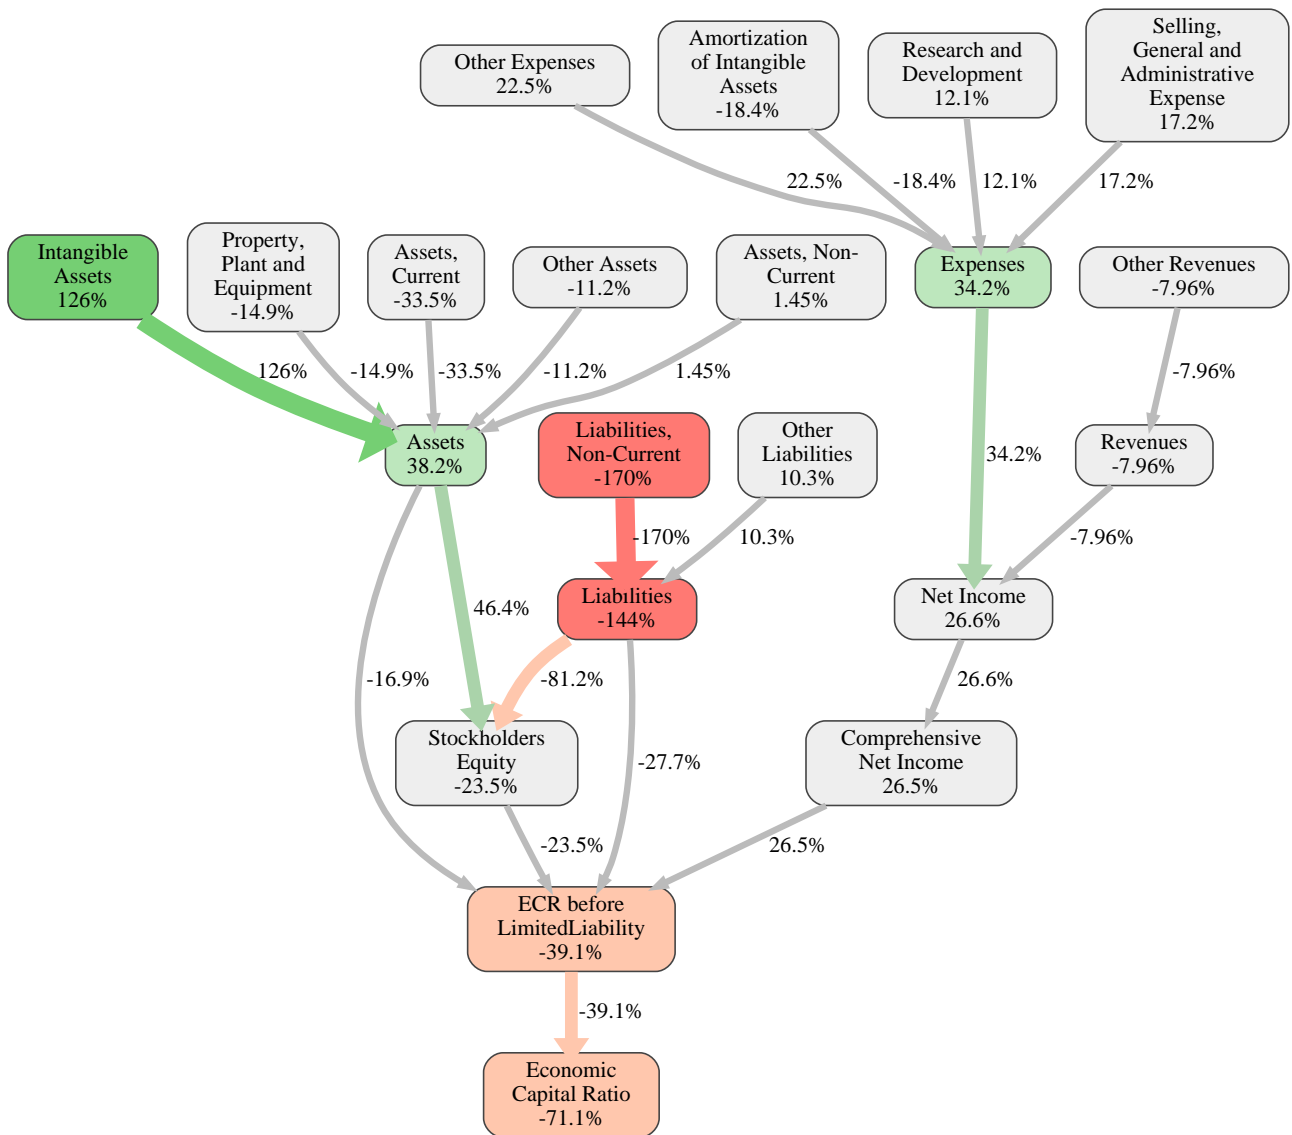 Other Expenses
22.5%
Amortization
of Intangible
Assets
-18.4%
Research and
Development
12.1%
Selling,
General and
Administrative
Expense
17.2%
22.5%
-18.4%
12.1%
17.2%
Intangible
Assets
126%
Property,
Plant and
Equipment
-14.9%
Assets,
Current
-33.5%
Other Assets
-11.2%
Assets, Non-
Current
1.45%
Expenses
34.2%
Other Revenues
-7.96%
126%
-14.9%
-33.5%
-11.2%
1.45%
-7.96%
Assets
38.2%
Liabilities,
Non-Current
-170%
Other
Liabilities
10.3%
34.2%
Revenues
-7.96%
-170%
10.3%
-7.96%
46.4%
Liabilities
-144%
Net Income
26.6%
-16.9%
-81.2%
26.6%
Stockholders
Equity
-23.5%
-27.7%
Comprehensive
Net Income
26.5%
-23.5%
26.5%
ECR before
LimitedLiability
-39.1%
-39.1%
Economic
Capital Ratio
-71.1%